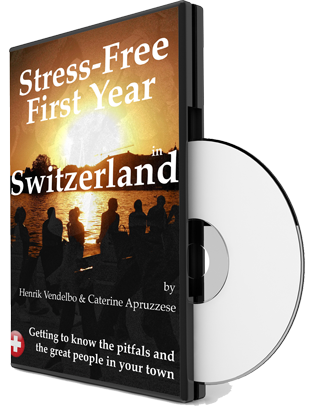 Stress-Free
First Year
in
Switzerland
by
Henrik Vendelbo & Caterine Apruzzese
Getting to know the pitfals and
the great people in your town